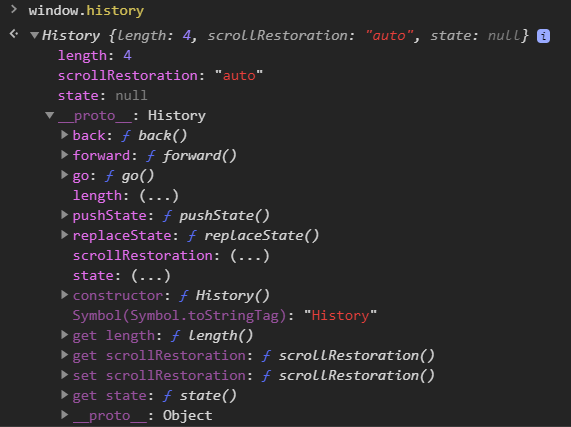 > window.history
History {length: 4, scrollRestoration: "auto", state: null} i
length: 4
scrollRestoration: "auto"
state: null
__proto__: History
back: ƒ back()
forward: ƒ forward()
go: ƒ go()
length: (...)
pushState: ƒ pushState()
replaceState: ƒ replaceState()
scrollRestoration: (...)
state: (...)
constructor: ƒ History()
Symbol(Symbol.toStringTag): "History"
get length: ƒ length()
get scrollRestoration: ƒ scrollRestoration()
set scrollRestoration: ƒ scrollRestoration()
get state: ƒ state()
__proto__: Object